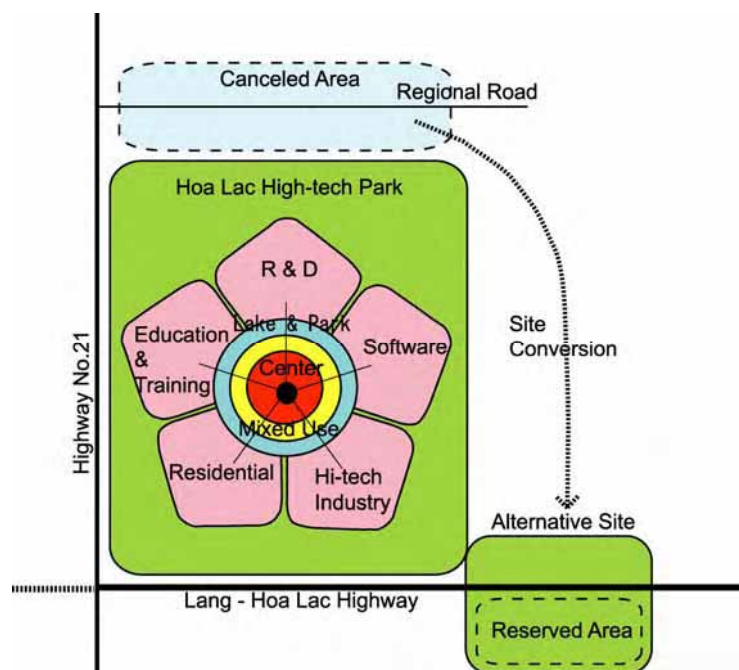 Canceled Area
Regional Road
Hoa Lac High-tech Park
R & D
Lake & Park
Education
&
Training
Software
Center
Mixed Use
Residential
Hi-tech
Industry
Site
Conversion
Highway No.21
Alternative Site
Lang - Hoa Lac Highway
Reserved Area